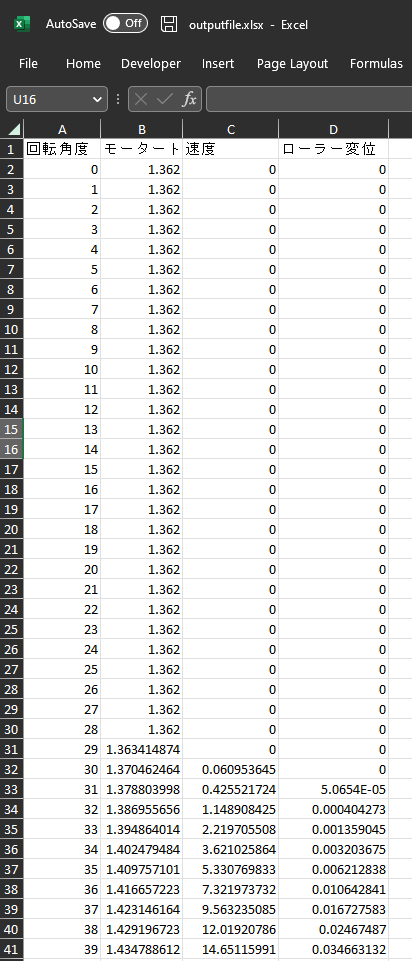 AutoSave Off outputfile.xlsx - Excel
File Home Developer Insert Page Layout Formulas
U16 fx
A B C D
1 回転角度 モータート 速度 ローラー変位
2 0 1.362 0 0
3 1 1.362 0 0
4 2 1.362 0 0
5 3 1.362 0 0
6 4 1.362 0 0
7 5 1.362 0 0
8 6 1.362 0 0
9 7 1.362 0 0
10 8 1.362 0 0
11 9 1.362 0 0
12 10 1.362 0 0
13 11 1.362 0 0
14 12 1.362 0 0
15 13 1.362 0 0
16 14 1.362 0 0
17 15 1.362 0 0
18 16 1.362 0 0
19 17 1.362 0 0
20 18 1.362 0 0
21 19 1.362 0 0
22 20 1.362 0 0
23 21 1.362 0 0
24 22 1.362 0 0
25 23 1.362 0 0
26 24 1.362 0 0
27 25 1.362 0 0
28 26 1.362 0 0
29 27 1.362 0 0
30 28 1.362 0 0
31 29 1.363414874 0 0
32 30 1.370462464 0.060953645 0
33 31 1.378803998 0.425521724 5.0654E-05
34 32 1.386955656 1.148908425 0.000404273
35 33 1.394864014 2.219705508 0.001359045
36 34 1.402479484 3.621025864 0.003203675
37 35 1.409757101 5.330769833 0.006212838
38 36 1.416657223 7.321973732 0.010642841
39 37 1.423146164 9.563235085 0.016727583
40 38 1.429196723 12.01920786 0.02467487
41 39 1.434788612 14.65115991 0.034663132